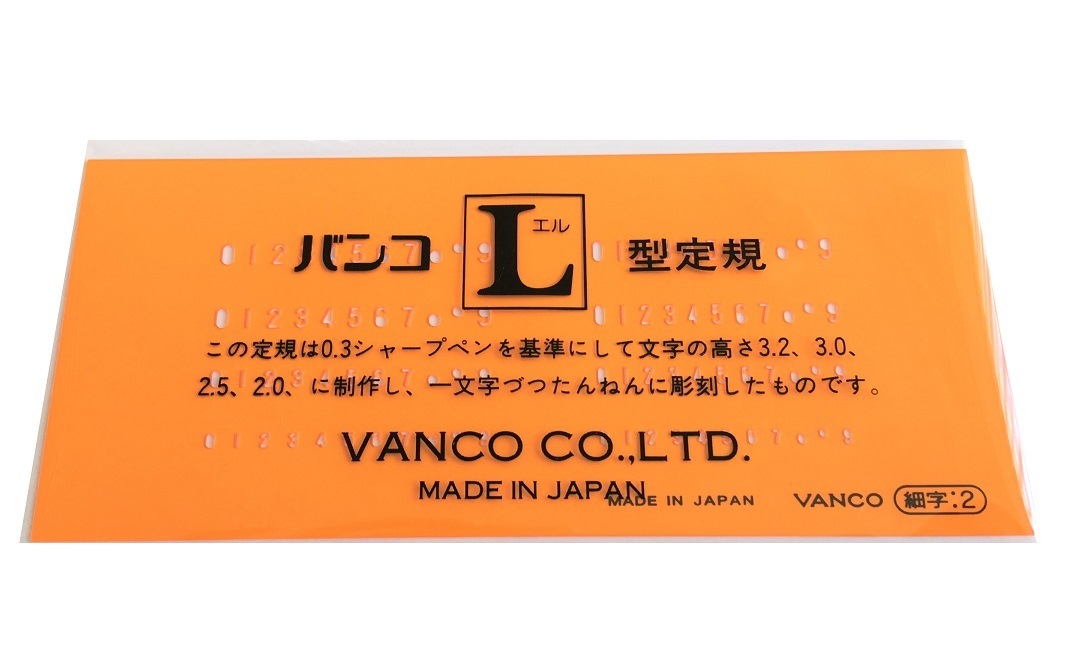 バンコ L エル 型定規
0123456789 0123456789
0123456789 0123456789
この定規は0.3シャープペンを基準にして文字の高さ3.2、3.0、
2.5、2.0、に制作し、一文字づつたんねんに彫刻したものです。
VANCO CO.,LTD.
MADE IN JAPAN
MADE IN JAPAN VANCO 細字:2